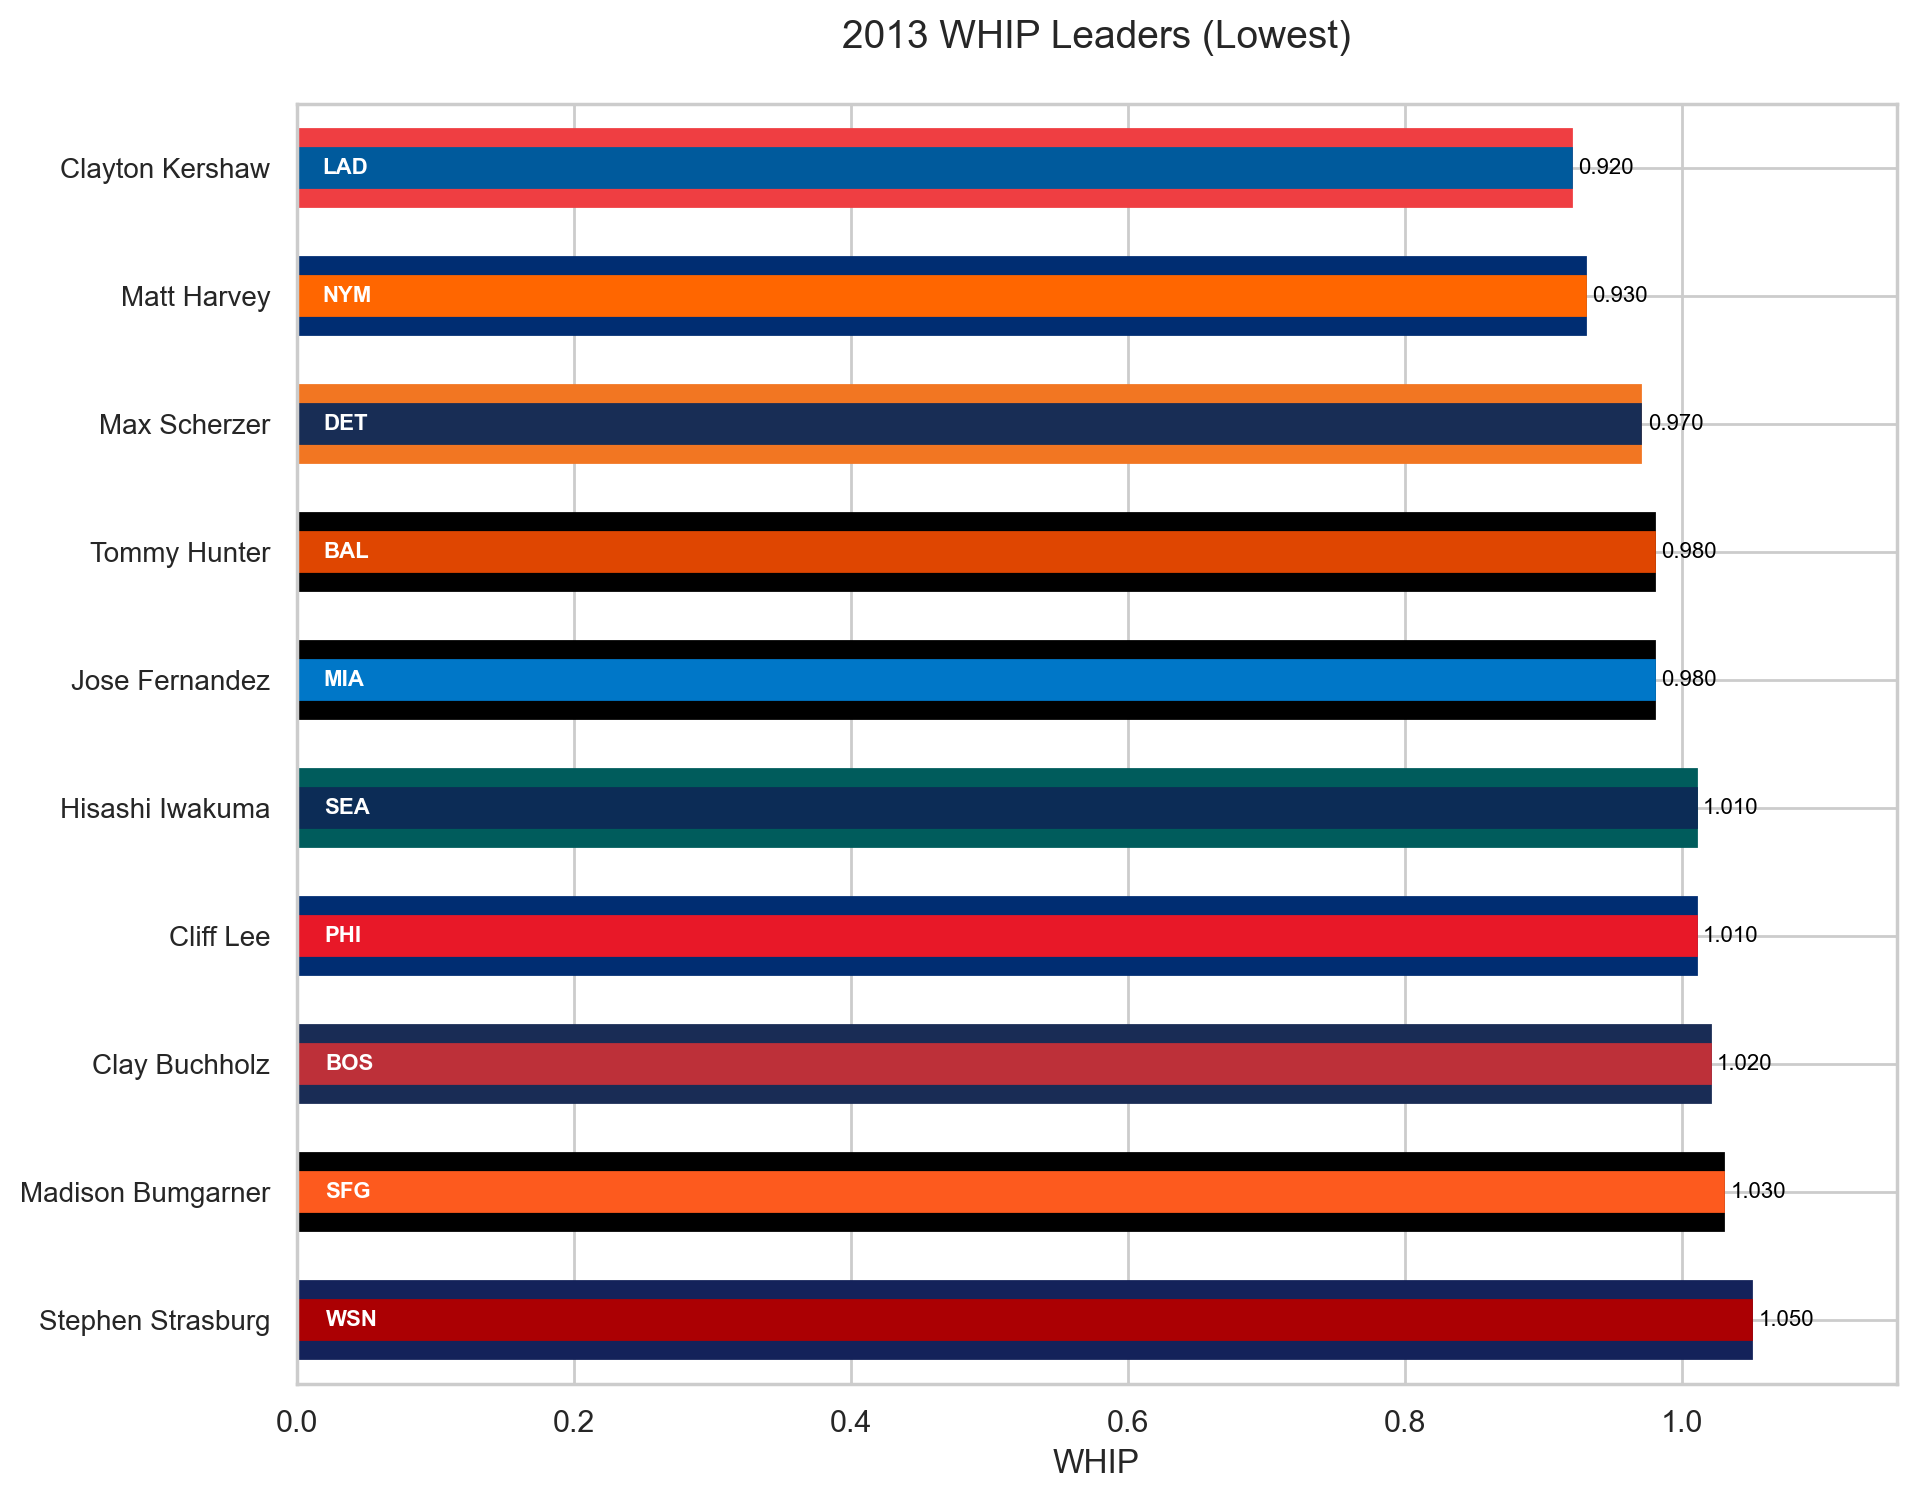 2013 WHIP Leaders (Lowest)
Clayton Kershaw LAD 0.920
Matt Harvey NYM 0.930
Max Scherzer DET 0.970
Tommy Hunter BAL 0.980
Jose Fernandez MIA 0.980
Hisashi Iwakuma SEA 1.010
Cliff Lee PHI 1.010
Clay Buchholz BOS 1.020
Madison Bumgarner SFG 1.030
Stephen Strasburg WSN 1.050
0.0 0.2 0.4 0.6 0.8 1.0
WHIP